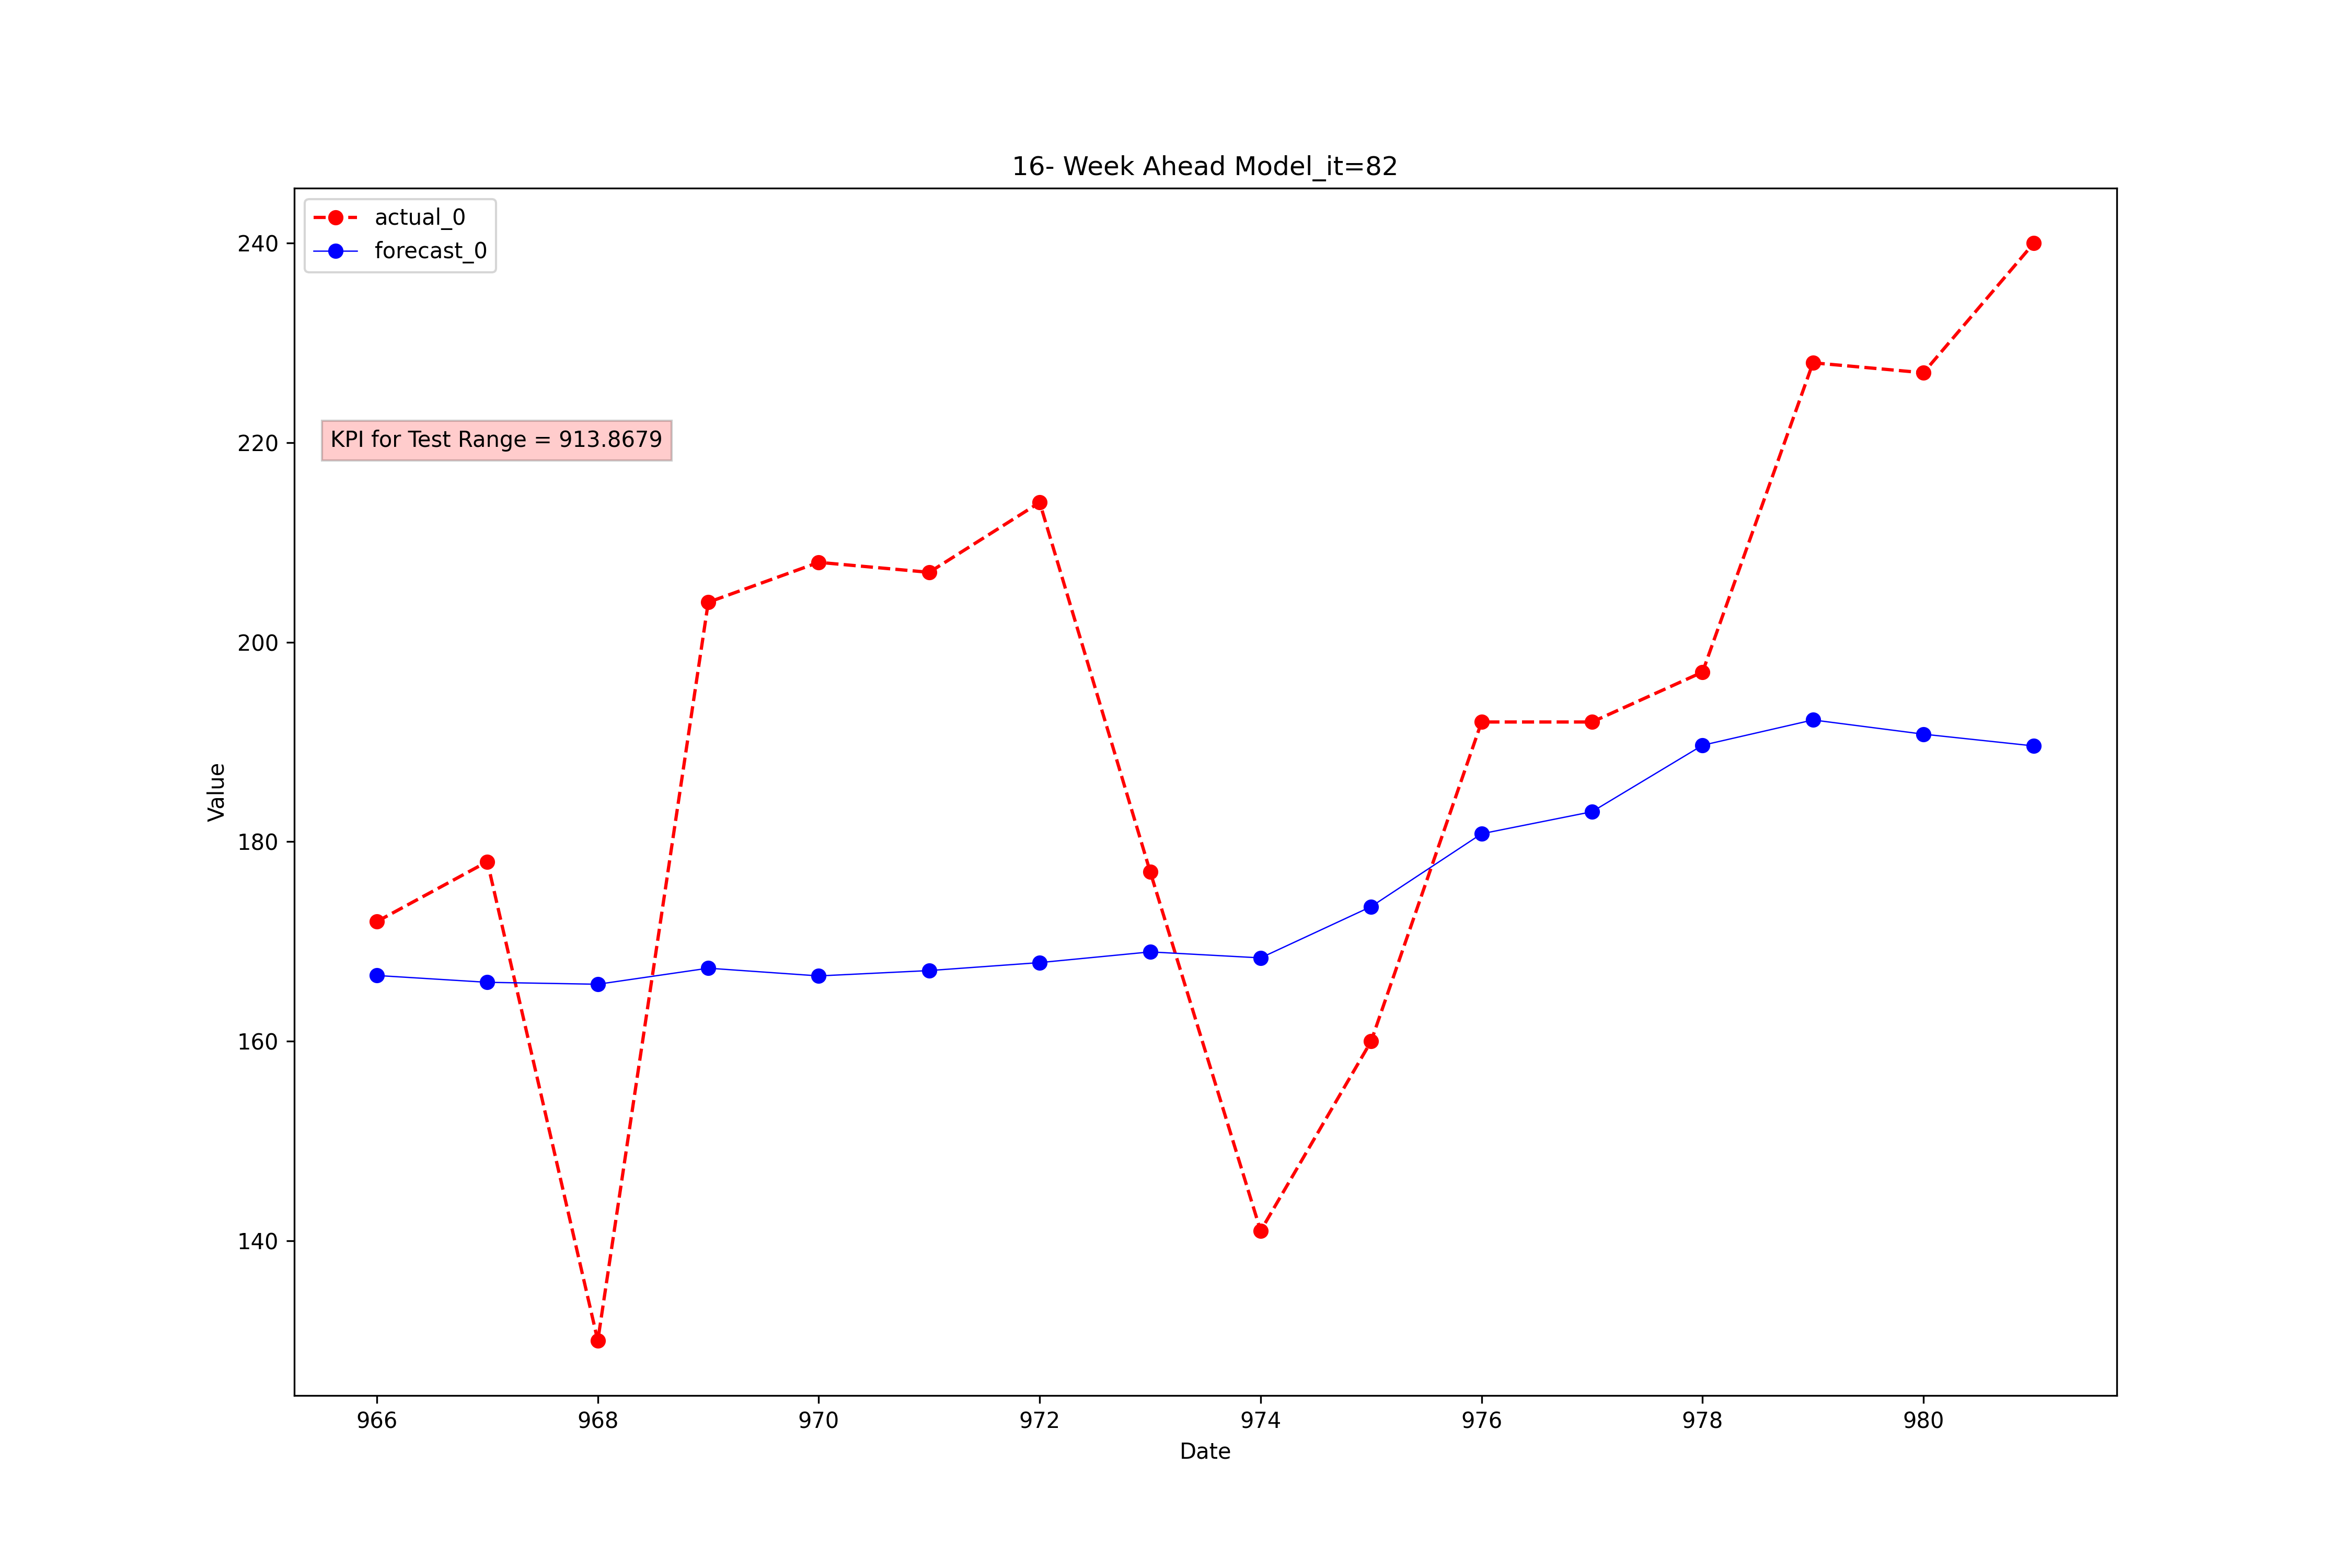 16- Week Ahead Model_it=82
actual_0
forecast_0
KPI for Test Range = 913.8679
Value
240
220
200
180
160
140
966
968
970
972
974
976
978
980
Date